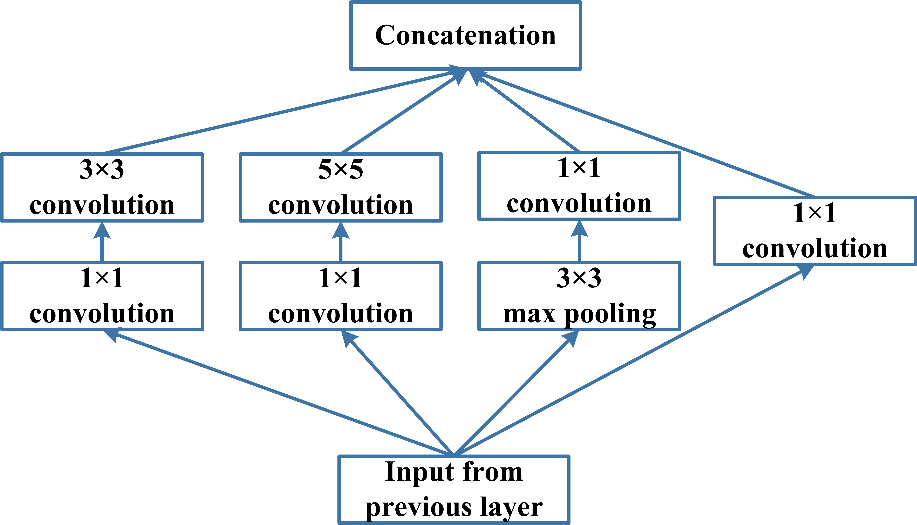 Concatenation
3×3
convolution
5×5
convolution
1×1
convolution
1×1
convolution
1×1
convolution
1×1
convolution
3×3
max pooling
Input from
previous layer